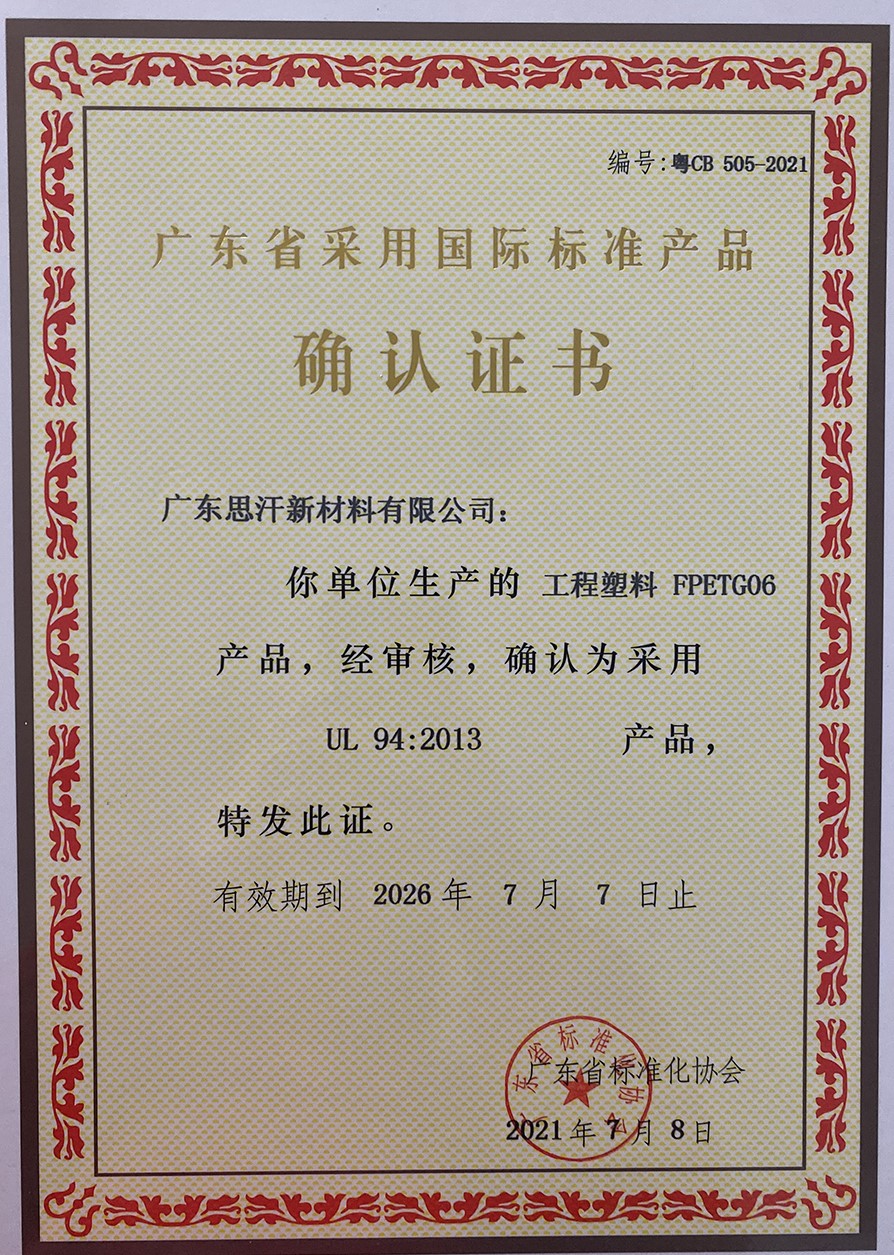 编号:粤CB 505-2021
广东省采用国际标准产品
确认证书
广东思汗新材料有限公司:
你单位生产的 工程塑料 FPETG06
产品，经审核，确认为采用
UL 94:2013 产品，
特发此证。
有效期到 2026 年 7 月 7 日止
广东省标准化协会
2021 年 7 月 8 日